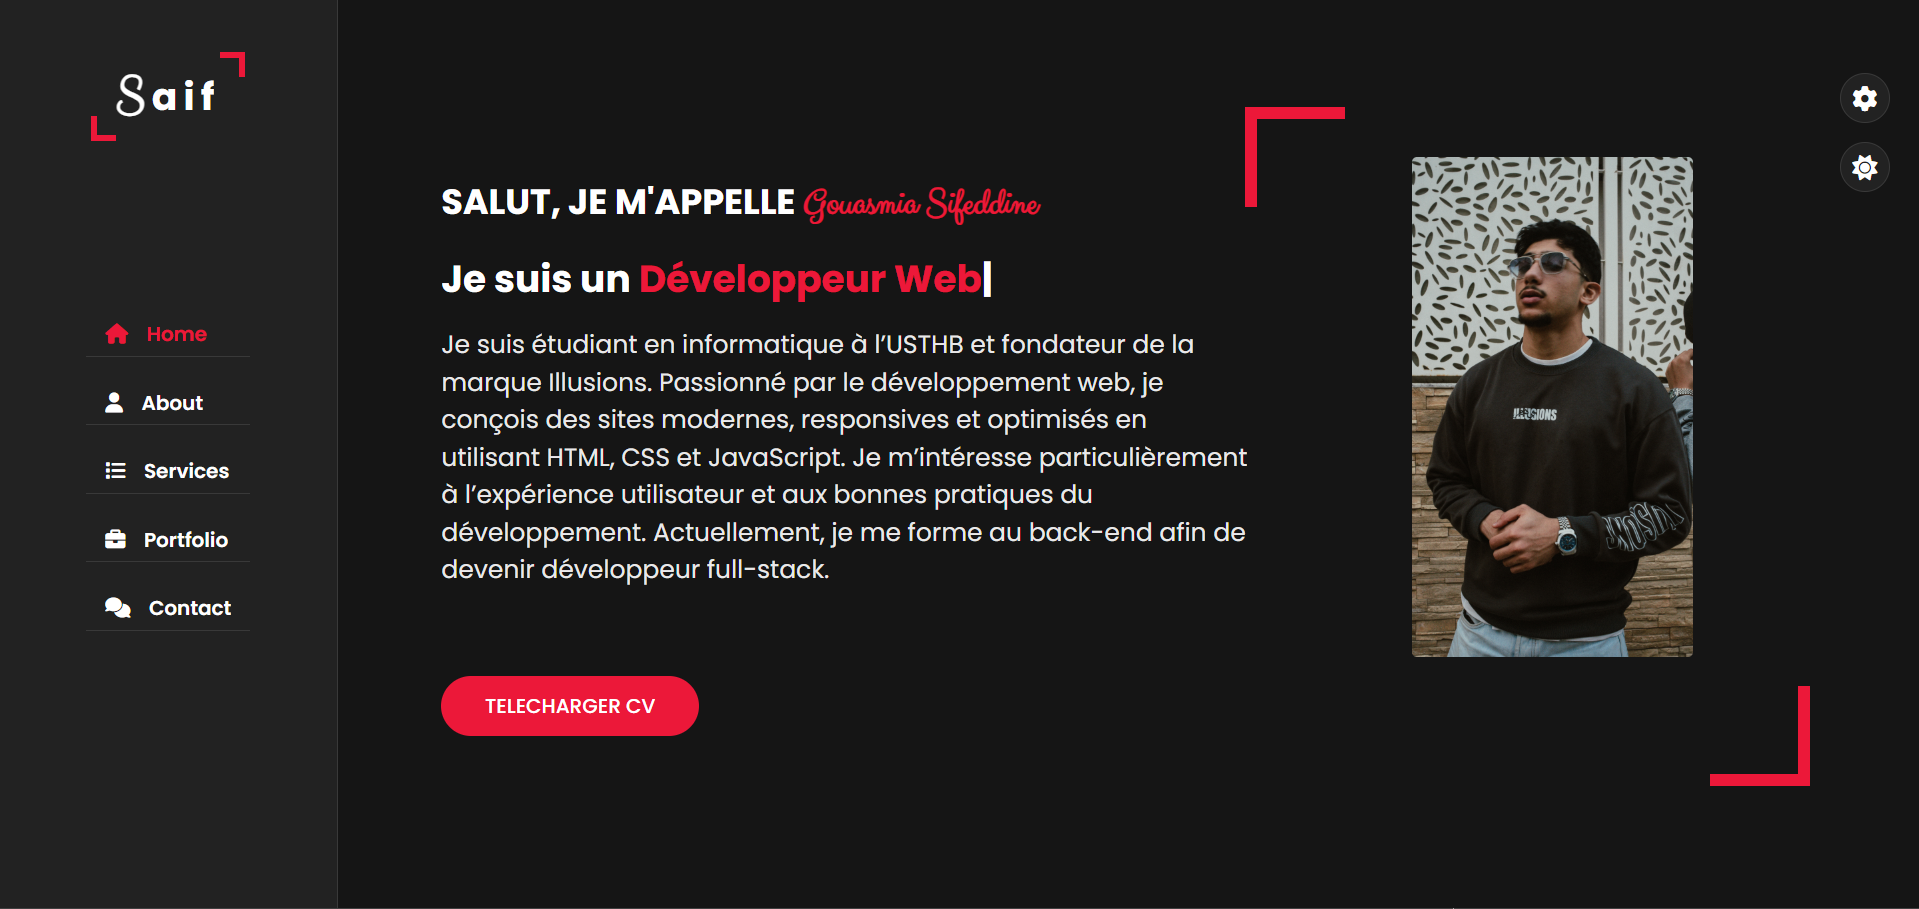 Saif
Home
About
Services
Portfolio
Contact
SALUT, JE M'APPELLE Gouasmia Sifeddine
Je suis un Développeur Web|
Je suis étudiant en informatique à l’USTHB et fondateur de la
marque Illusions. Passionné par le développement web, je
conçois des sites modernes, responsives et optimisés en
utilisant HTML, CSS et JavaScript. Je m’intéresse particulièrement
à l’expérience utilisateur et aux bonnes pratiques du
développement. Actuellement, je me forme au back-end afin de
devenir développeur full-stack.
TELECHARGER CV
ILLUSIONS